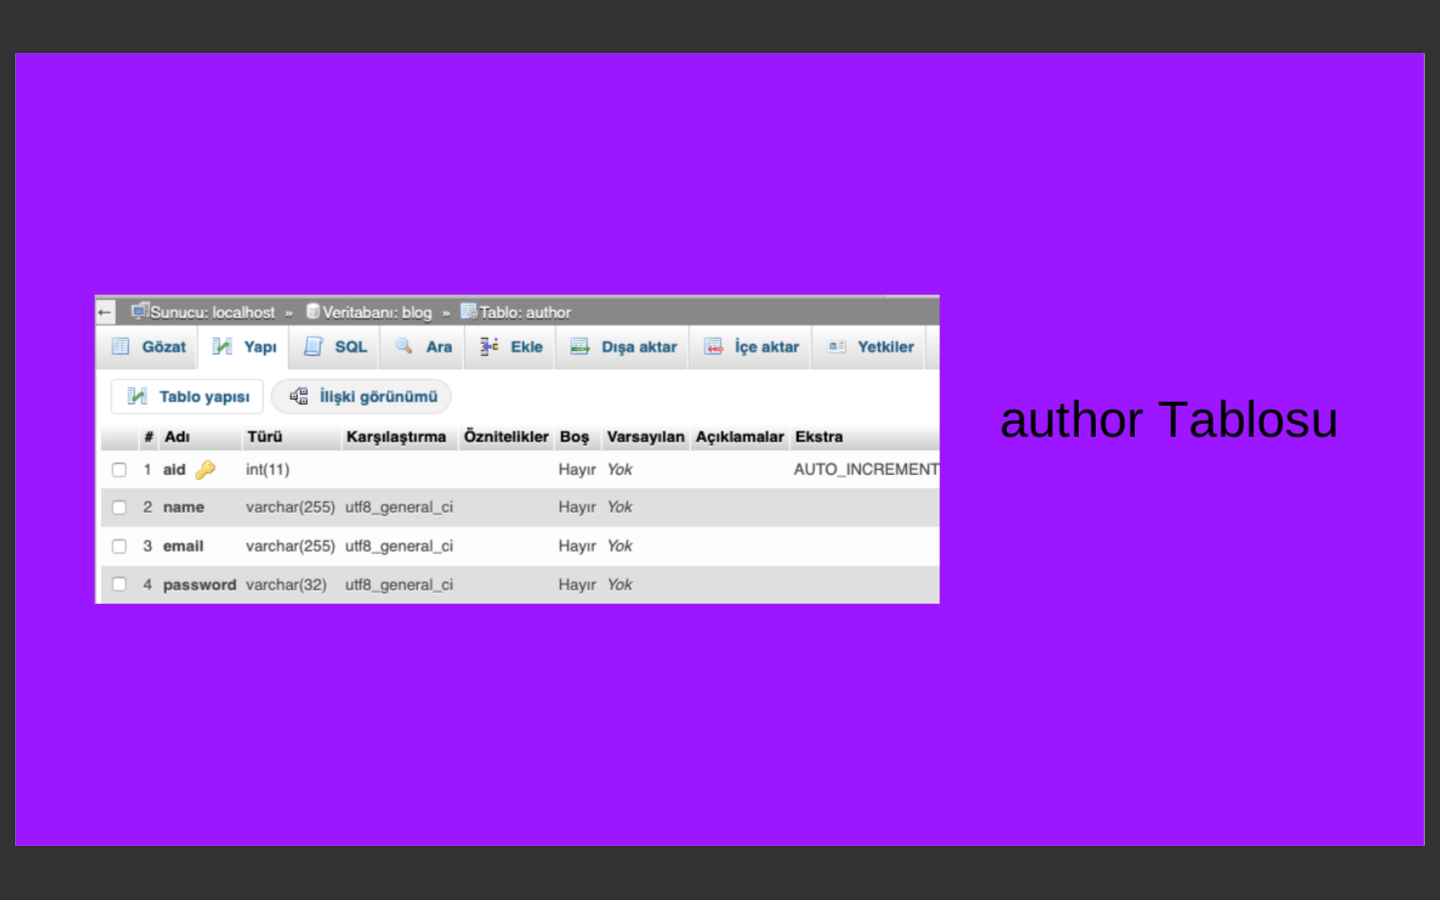 Sunucu: localhost » Veritabanı: blog » Tablo: author
Gözat Yapı SQL Ara Ekle Dışa aktar İçe aktar Yetkiler
Tablo yapısı İlişki görünümü
# Adı Türü Karşılaştırma Öznitelikler Boş Varsayılan Açıklamalar Ekstra
1 aid int(11) Hayır Yok AUTO_INCREMENT
2 name varchar(255) utf8_general_ci Hayır Yok
3 email varchar(255) utf8_general_ci Hayır Yok
4 password varchar(32) utf8_general_ci Hayır Yok
author Tablosu